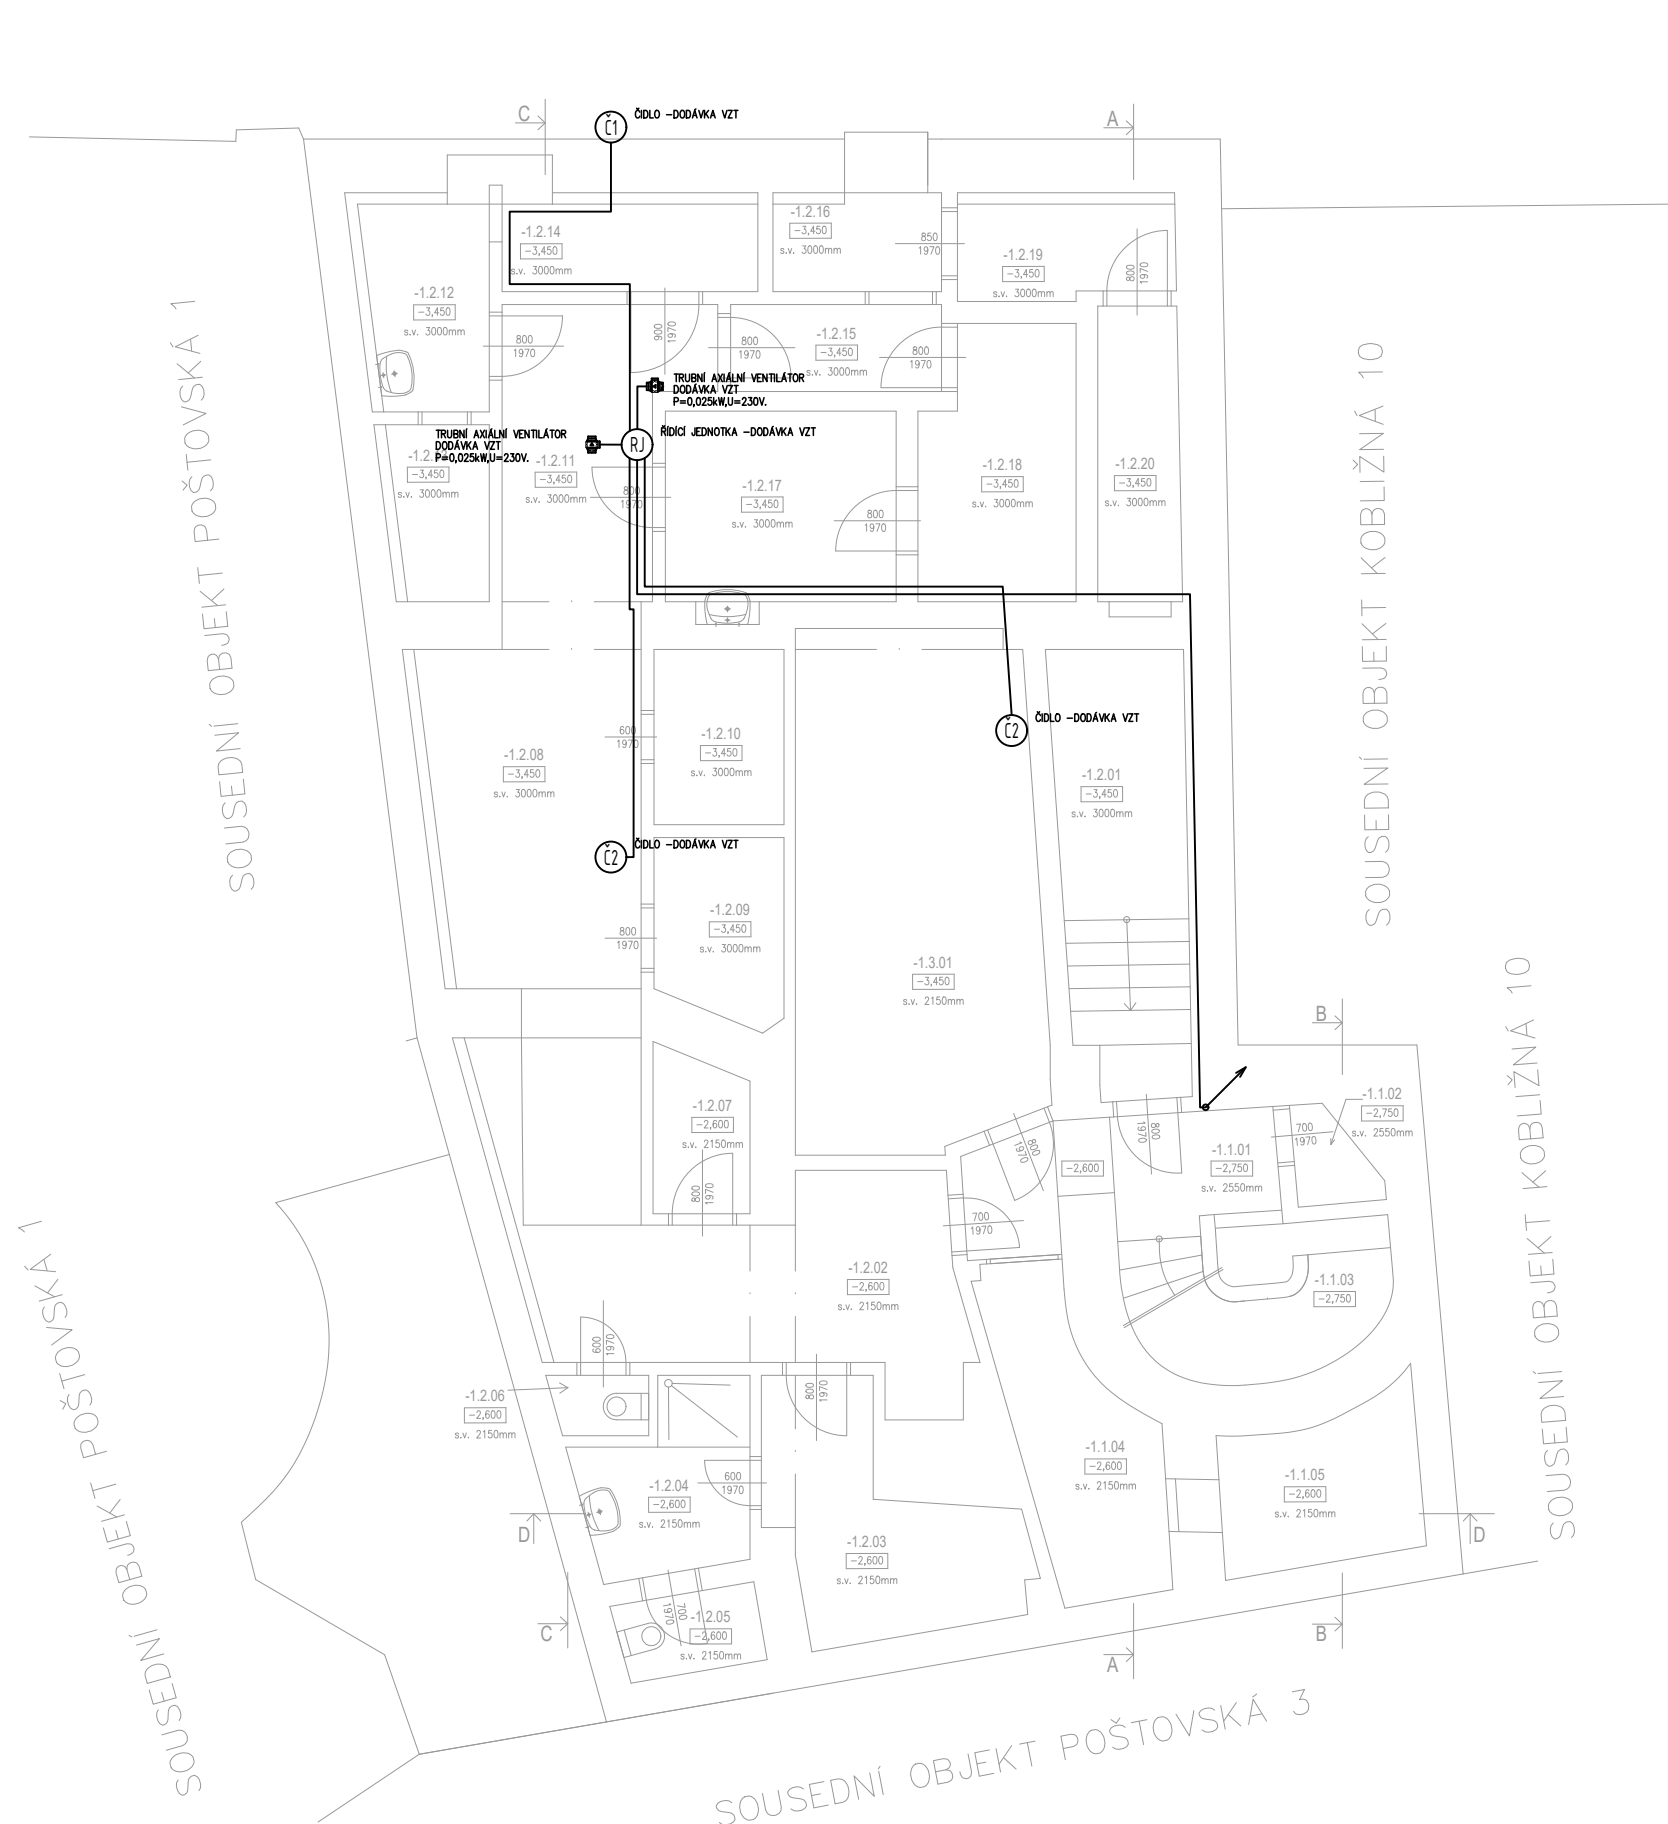 C
Č1
ČIDLO –DODÁVKA VZT
A
-1.2.14
–3,450
s.v. 3000mm
-1.2.16
–3,450
s.v. 3000mm
850
1970
-1.2.19
–3,450
s.v. 3000mm
800
1970
-1.2.12
–3,450
s.v. 3000mm
800
1970
900
1970
800
1970
-1.2.15
–3,450
s.v. 3000mm
800
1970
TRUBNÍ AXIÁLNÍ VENTILÁTOR
DODÁVKA VZT
P=0,025kW,U=230V.
TRUBNÍ AXIÁLNÍ VENTILÁTOR
DODÁVKA VZT
P=0,025kW,U=230V.
RJ
ŘÍDÍCÍ JEDNOTKA –DODÁVKA VZT
–3,450
s.v. 3000mm
-1.2.11
–3,450
s.v. 3000mm
800
1970
-1.2.17
–3,450
s.v. 3000mm
800
1970
-1.2.18
–3,450
s.v. 3000mm
-1.2.20
–3,450
s.v. 3000mm
SOUSEDNÍ OBJEKT POŠTOVSKÁ 1
SOUSEDNÍ OBJEKT KOBLIŽNÁ 10
-1.2.08
–3,450
s.v. 3000mm
600
1970
-1.2.10
–3,450
s.v. 3000mm
Č2
ČIDLO –DODÁVKA VZT
-1.2.01
–3,450
s.v. 3000mm
Č2
ČIDLO –DODÁVKA VZT
-1.2.09
–3,450
s.v. 3000mm
800
1970
-1.3.01
–3,450
s.v. 2150mm
B
SOUSEDNÍ OBJEKT KOBLIŽNÁ 10
-1.2.07
–2,600
s.v. 2150mm
800
1970
800
1970
–2,600
800
1970
-1.1.01
–2,750
s.v. 2550mm
700
1970
-1.1.02
–2,750
s.v. 2550mm
700
1970
-1.2.02
–2,600
s.v. 2150mm
-1.1.03
–2,750
SOUSEDNÍ OBJEKT POŠTOVSKÁ 1
600
1970
-1.2.06
–2,600
s.v. 2150mm
800
1970
-1.2.04
–2,600
s.v. 2150mm
600
1970
-1.1.04
–2,600
s.v. 2150mm
-1.1.05
–2,600
s.v. 2150mm
D
D
-1.2.03
–2,600
s.v. 2150mm
700
1970
-1.2.05
–2,600
s.v. 2150mm
C
A
B
SOUSEDNÍ OBJEKT POŠTOVSKÁ 3